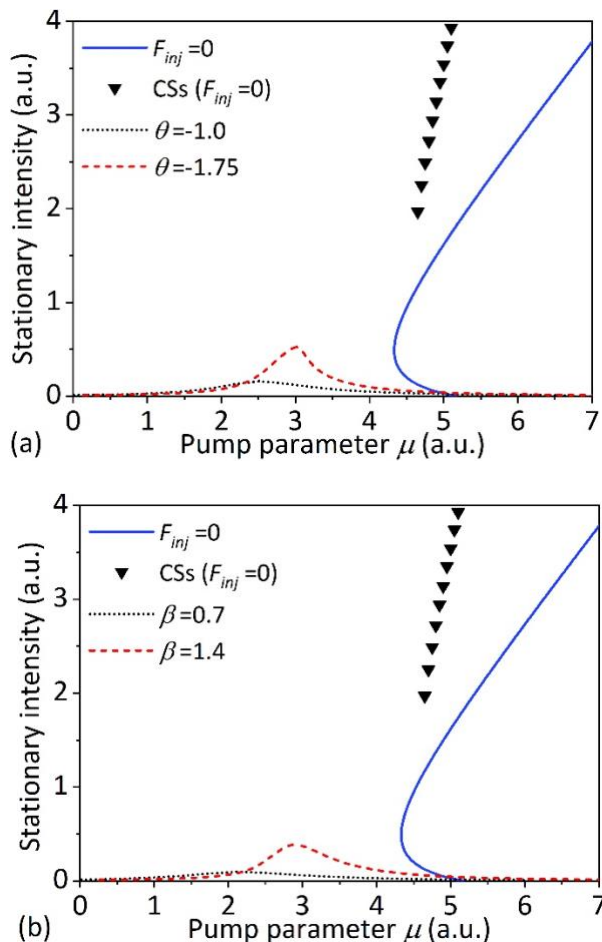 4
3
2
1
0
Stationary intensity (a.u.)
F_inj=0
CSs (F_inj=0)
θ=-1.0
θ=-1.75
0 1 2 3 4 5 6 7
(a) Pump parameter μ (a.u.)
4
3
2
1
0
Stationary intensity (a.u.)
F_inj=0
CSs (F_inj=0)
β=0.7
β=1.4
0 1 2 3 4 5 6 7
(b) Pump parameter μ (a.u.)